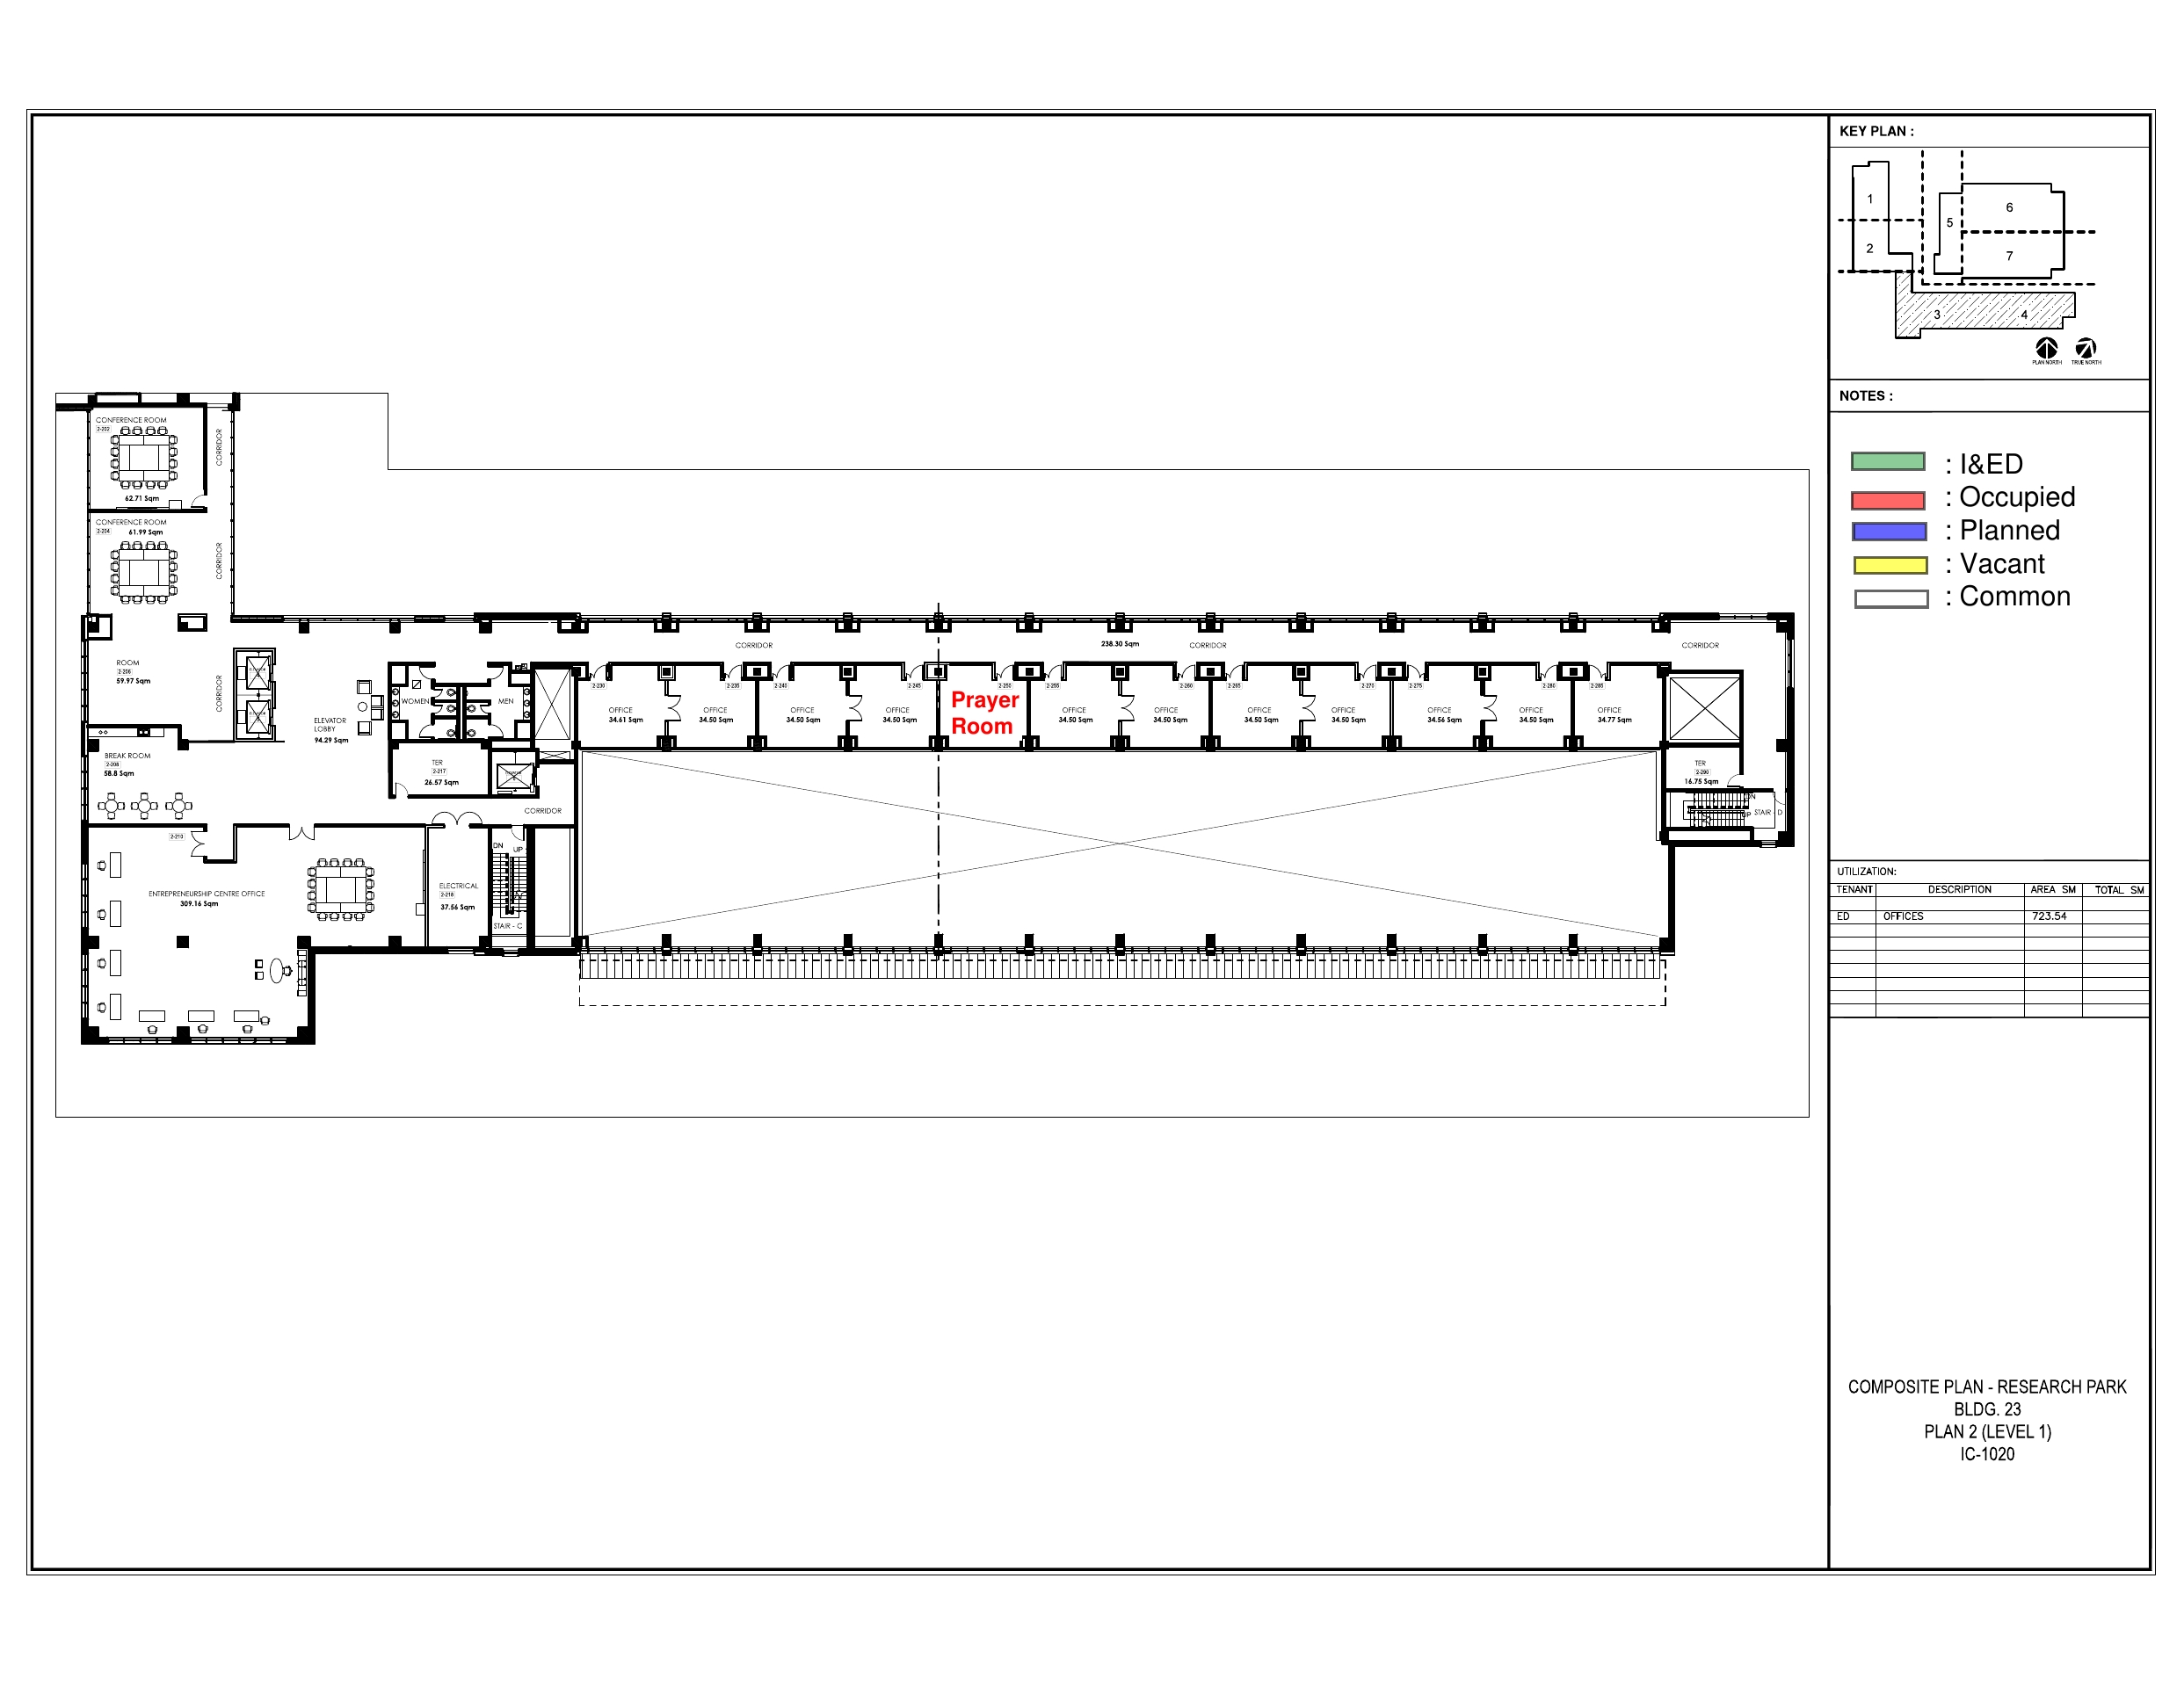 KEY PLAN :
1
2
5
6
7
3
4
PLAN NORTH
TRUE NORTH
NOTES :
: I&ED
: Occupied
: Planned
: Vacant
: Common
CONFERENCE ROOM
2-202
62.71 Sqm
CORRIDOR
CONFERENCE ROOM
2-204
61.99 Sqm
CORRIDOR
ROOM
2-206
59.97 Sqm
CORRIDOR
ELEVATOR
LOBBY
94.29 Sqm
WOMEN
MEN
BREAK ROOM
2-208
58.8 Sqm
TER
2-217
26.57 Sqm
CORRIDOR
2-210
ENTREPRENEURSHIP CENTRE OFFICE
309.16 Sqm
ELECTRICAL
2-218
37.56 Sqm
DN
UP
STAIR - C
CORRIDOR
238.30 Sqm
CORRIDOR
CORRIDOR
2-230
2-235
2-240
2-245
2-250
2-255
2-260
2-265
2-270
2-275
2-280
2-285
OFFICE
34.61 Sqm
OFFICE
34.50 Sqm
OFFICE
34.50 Sqm
OFFICE
34.50 Sqm
Prayer
Room
OFFICE
34.50 Sqm
OFFICE
34.50 Sqm
OFFICE
34.50 Sqm
OFFICE
34.50 Sqm
OFFICE
34.56 Sqm
OFFICE
34.50 Sqm
OFFICE
34.77 Sqm
TER
2-290
16.75 Sqm
DN
UP
STAIR - D
UTILIZATION:
TENANT DESCRIPTION AREA SM TOTAL SM
ED OFFICES 723.54
COMPOSITE PLAN - RESEARCH PARK
BLDG. 23
PLAN 2 (LEVEL 1)
IC-1020